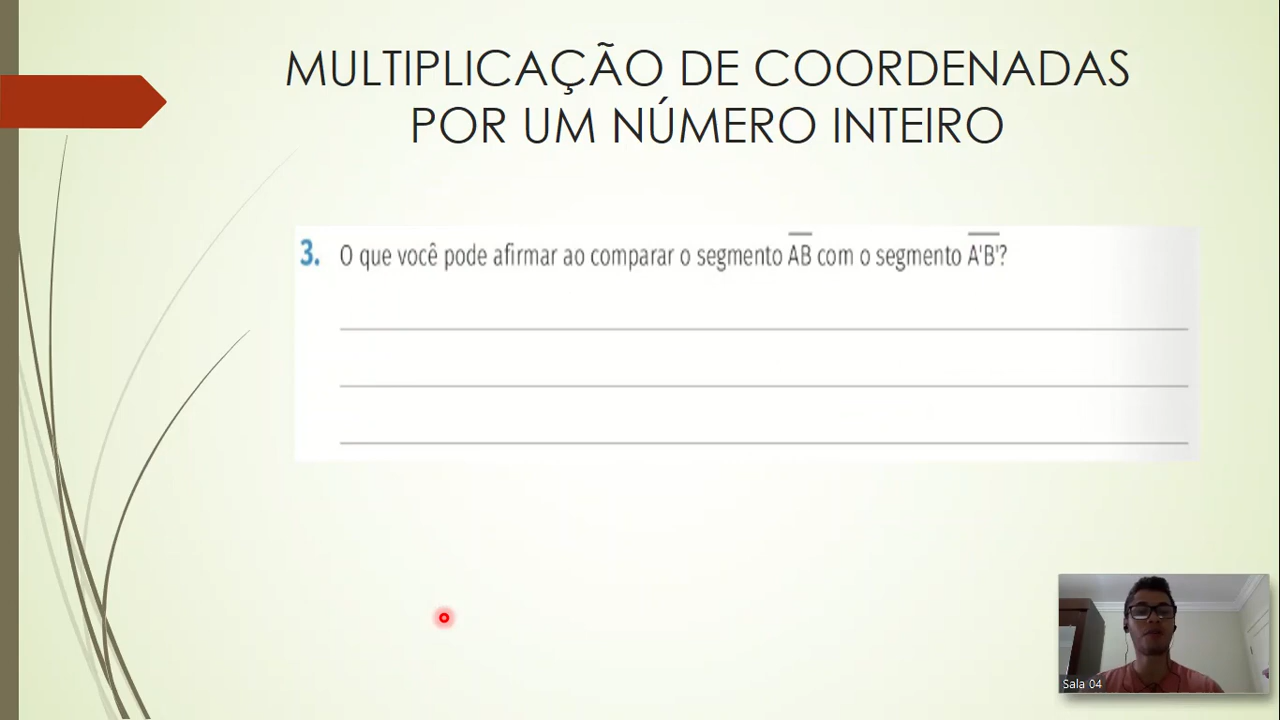 MULTIPLICAÇÃO DE COORDENADAS
POR UM NÚMERO INTEIRO
3. O que você pode afirmar ao comparar o segmento A̅B̅ com o segmento A̅'B̅'?
Sala 04